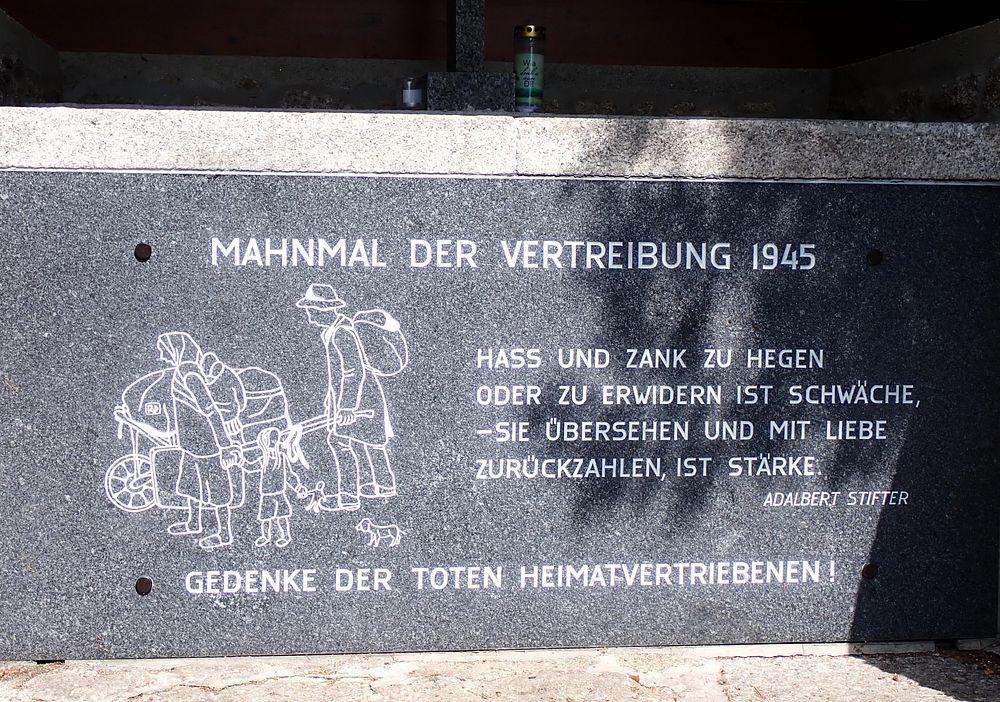 MAHNMAL DER VERTREIBUNG 1945
HASS UND ZANK ZU HEGEN
ODER ZU ERWIDERN IST SCHWÄCHE,
–SIE ÜBERSEHEN UND MIT LIEBE
ZURÜCKZAHLEN, IST STÄRKE.
ADALBERT STIFTER
GEDENKE DER TOTEN HEIMATVERTRIEBENEN!